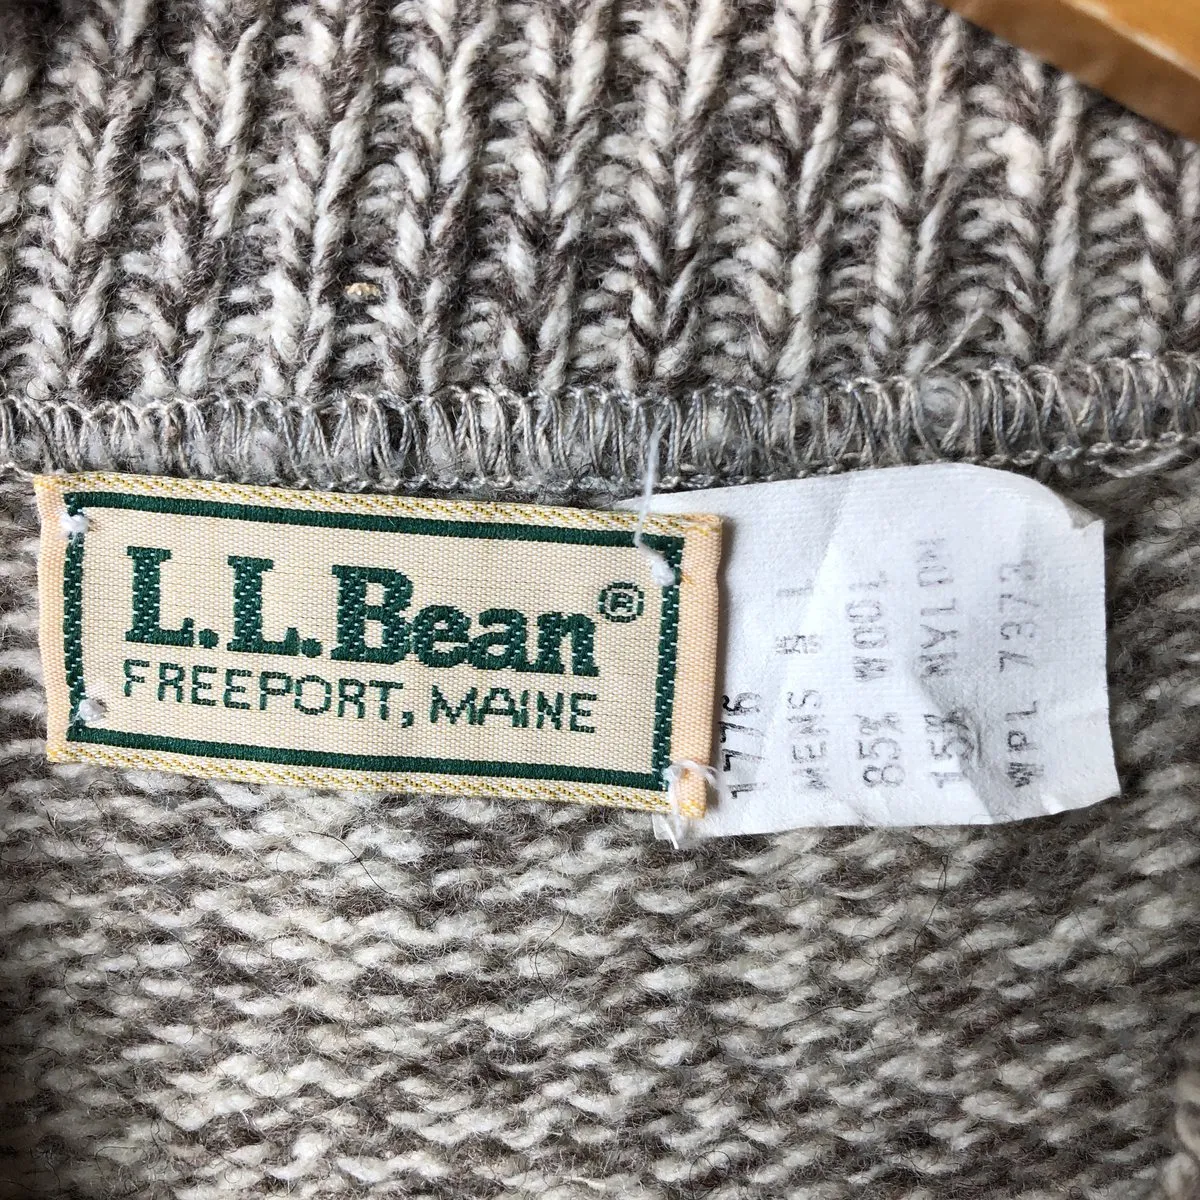 L.L.Bean®
FREEPORT, MAINE
1776
MENS L
85% WOOL
15% NYLON
WPL 7373